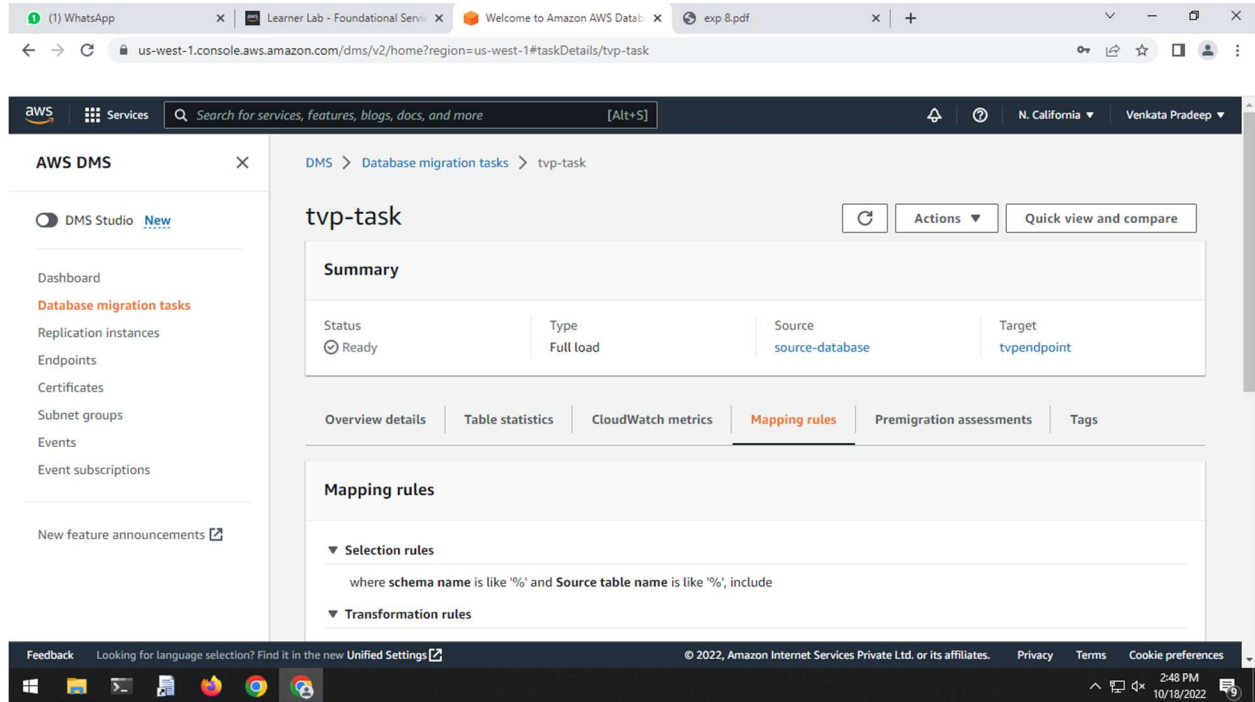 (1) WhatsApp
Learner Lab - Foundational Servic
Welcome to Amazon AWS Datab
exp 8.pdf
us-west-1.console.aws.amazon.com/dms/v2/home?region=us-west-1#taskDetails/tvp-task
aws Services Search for services, features, blogs, docs, and more [Alt+S] N. California ▼ Venkata Pradeep ▼
AWS DMS
DMS Studio New
Dashboard
Database migration tasks
Replication instances
Endpoints
Certificates
Subnet groups
Events
Event subscriptions
New feature announcements
DMS > Database migration tasks > tvp-task
tvp-task
Actions ▼ Quick view and compare
Summary
Status Type Source Target
Ready Full load source-database tvpendpoint
Overview details Table statistics CloudWatch metrics Mapping rules Premigration assessments Tags
Mapping rules
▼ Selection rules
where schema name is like '%' and Source table name is like '%', include
▼ Transformation rules
Feedback Looking for language selection? Find it in the new Unified Settings © 2022, Amazon Internet Services Private Ltd. or its affiliates. Privacy Terms Cookie preferences
2:48 PM
10/18/2022
9